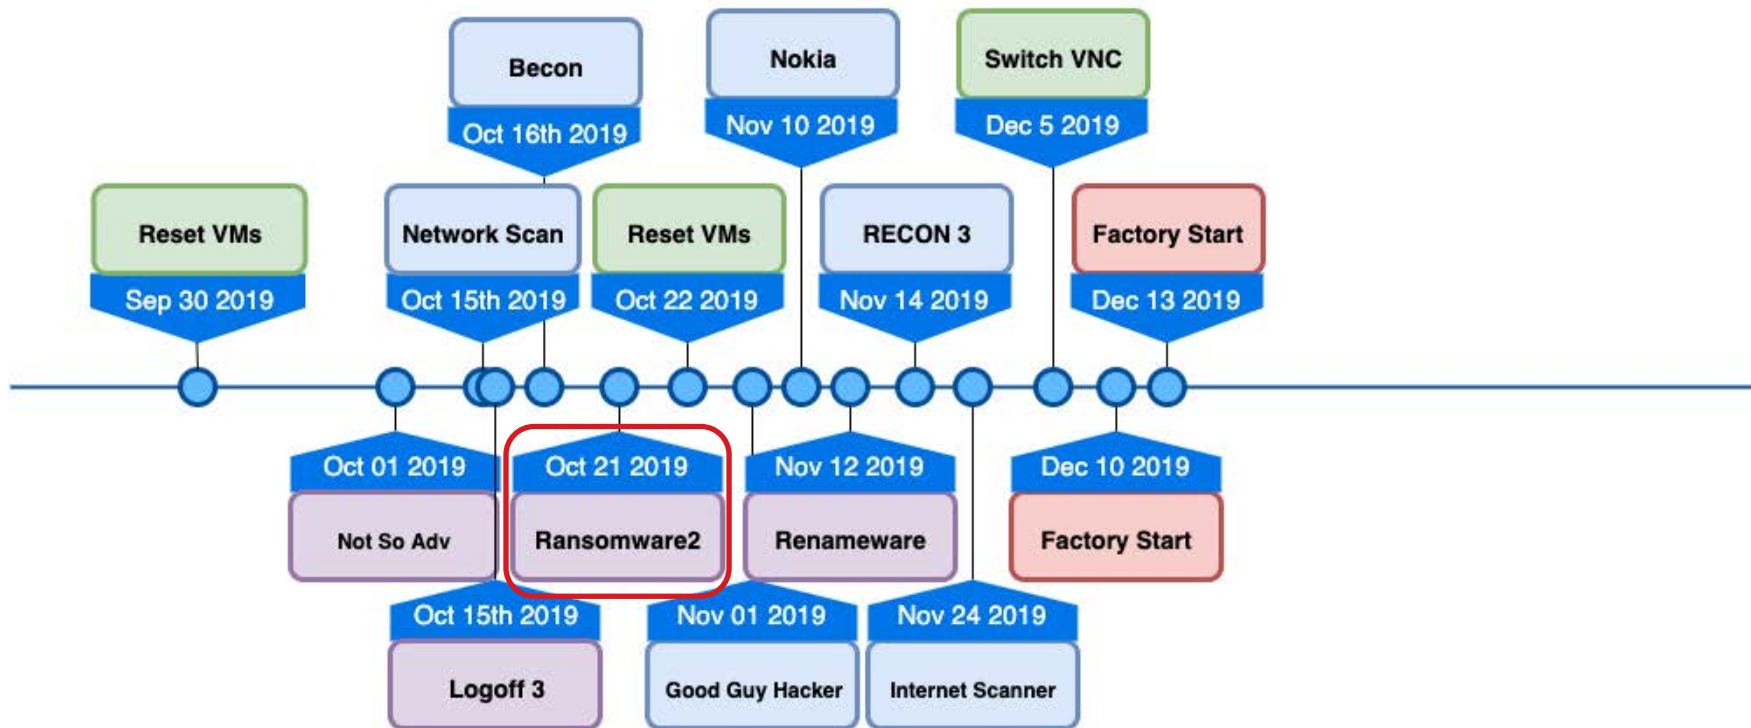 Becon
Oct 16th 2019
Nokia
Nov 10 2019
Switch VNC
Dec 5 2019
Reset VMs
Sep 30 2019
Network Scan
Oct 15th 2019
Reset VMs
Oct 22 2019
RECON 3
Nov 14 2019
Factory Start
Dec 13 2019
Oct 01 2019
Not So Adv
Oct 21 2019
Ransomware2
Nov 12 2019
Renameware
Dec 10 2019
Factory Start
Oct 15th 2019
Logoff 3
Nov 01 2019
Good Guy Hacker
Nov 24 2019
Internet Scanner